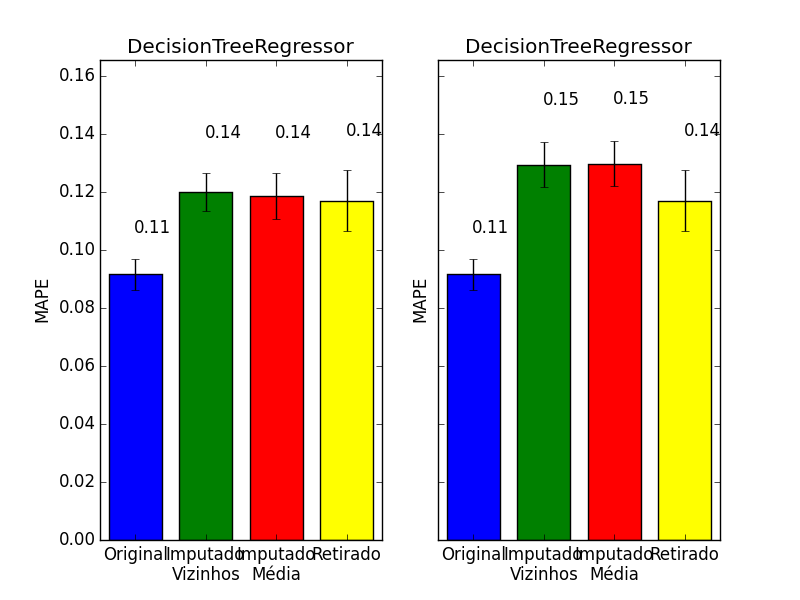 DecisionTreeRegressor
MAPE
0.16
0.14
0.12
0.10
0.08
0.06
0.04
0.02
0.00
0.11
0.14
0.14
0.14
Original Imputado Imputado Retirado
Vizinhos Média
DecisionTreeRegressor
MAPE
0.11
0.15
0.15
0.14
Original Imputado Imputado Retirado
Vizinhos Média